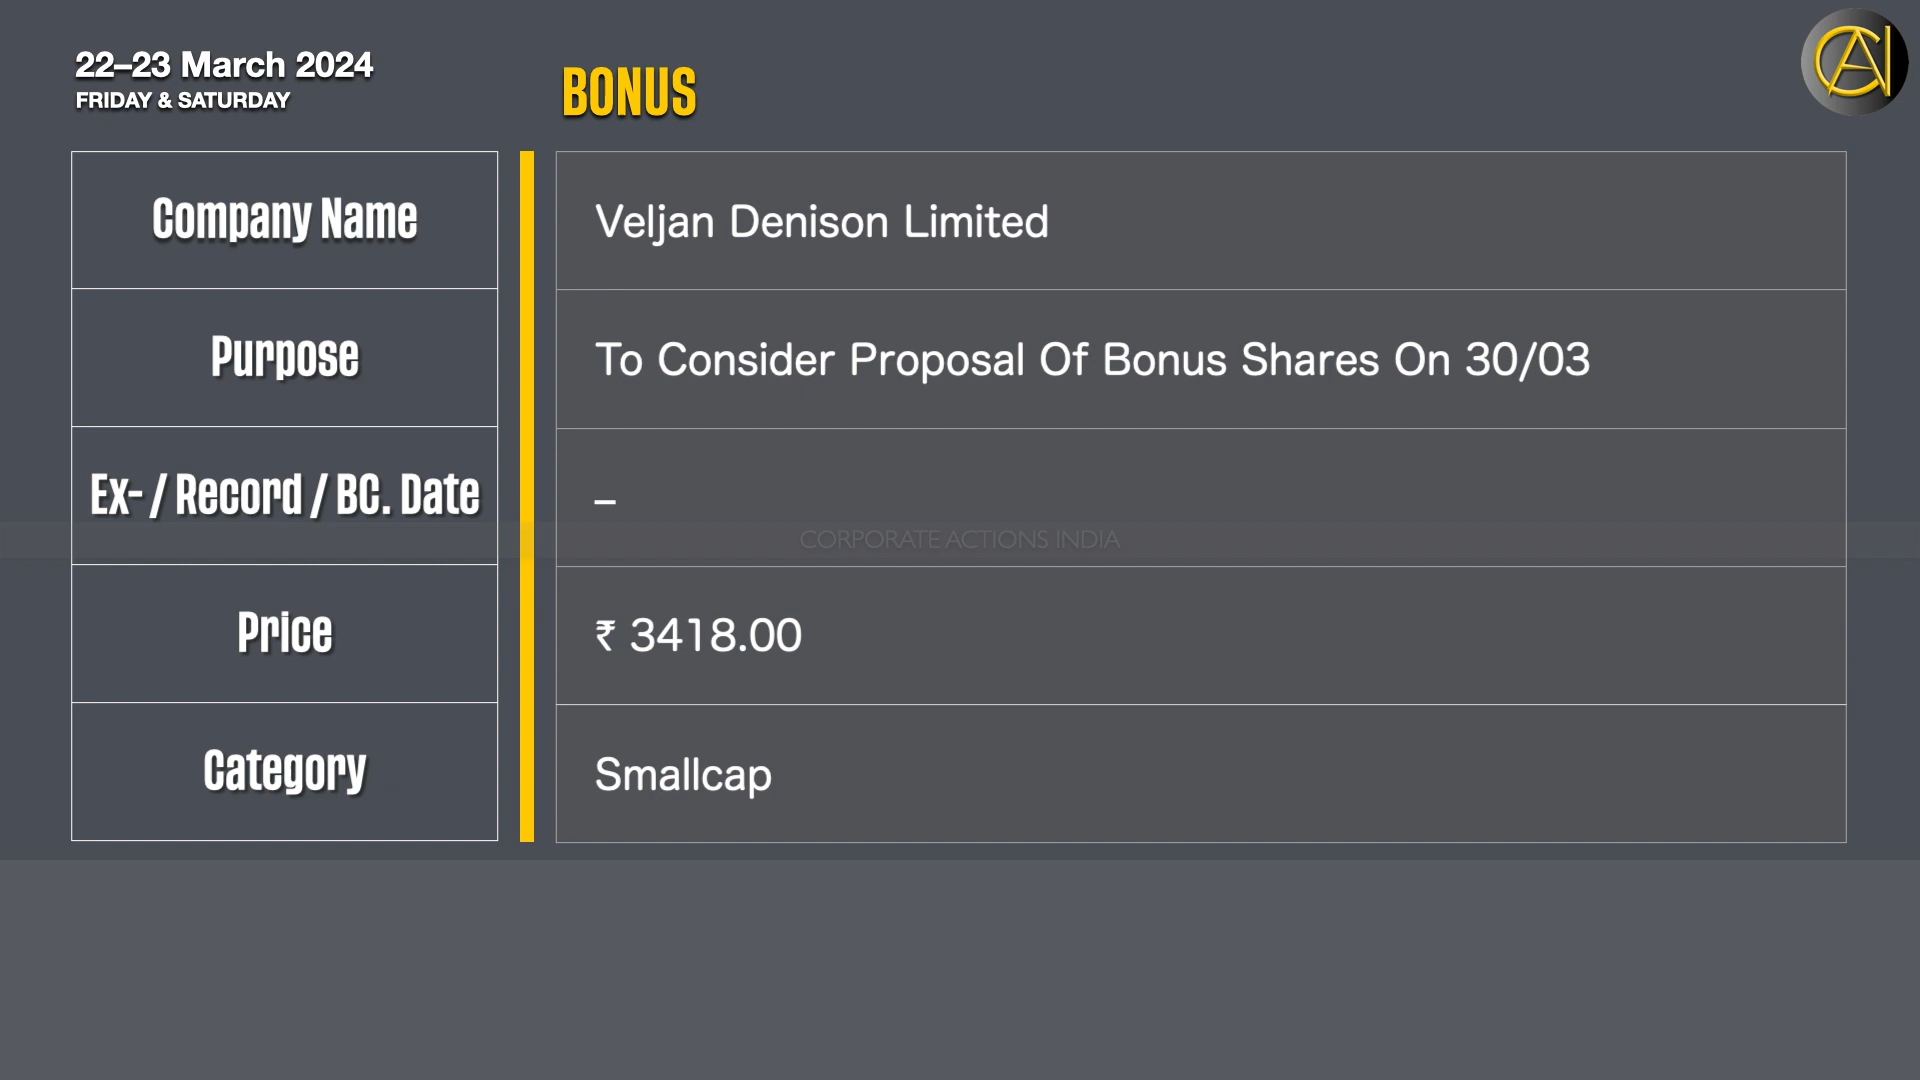 22–23 March 2024
FRIDAY & SATURDAY
BONUS
CAI
Company Name
Veljan Denison Limited
Purpose
To Consider Proposal Of Bonus Shares On 30/03
Ex- / Record / BC. Date
–
CORPORATE ACTIONS INDIA
Price
₹ 3418.00
Category
Smallcap